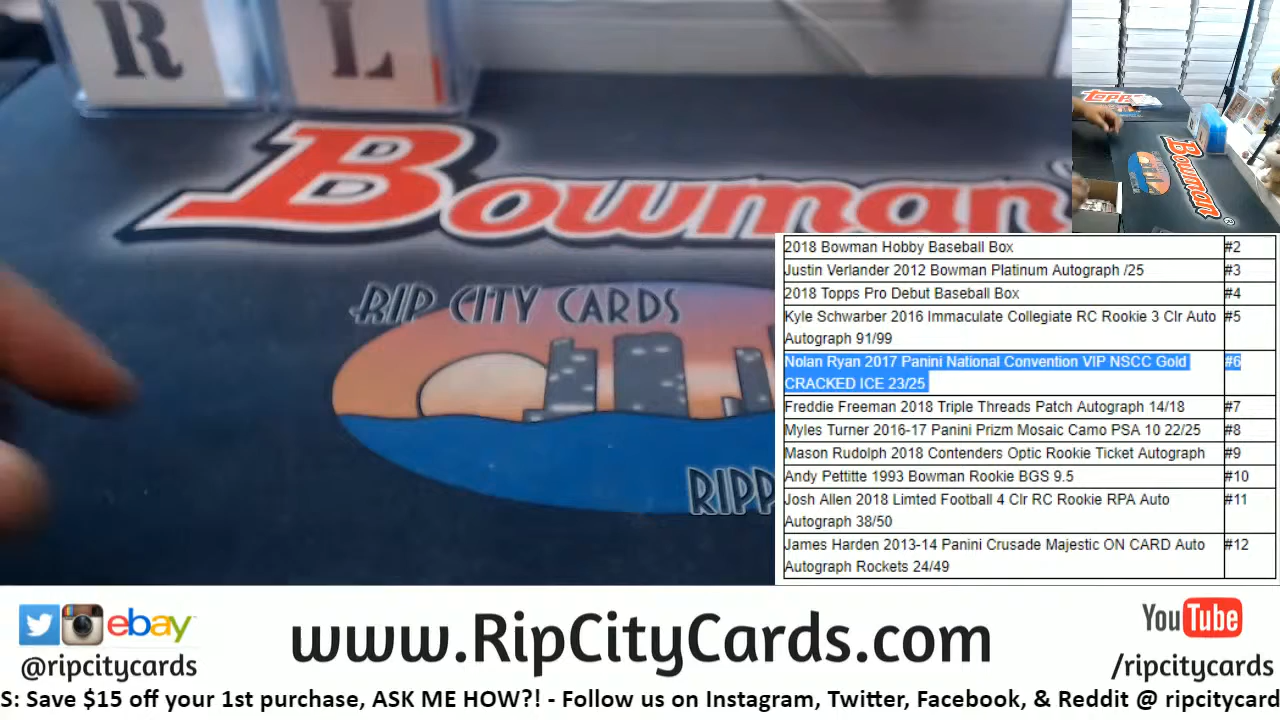 R L
Bowman
RIP CITY CARDS
RIPP
TOPPS
Bowman
2018 Bowman Hobby Baseball Box #2
Justin Verlander 2012 Bowman Platinum Autograph /25 #3
2018 Topps Pro Debut Baseball Box #4
Kyle Schwarber 2016 Immaculate Collegiate RC Rookie 3 Clr Auto #5
Autograph 91/99
Nolan Ryan 2017 Panini National Convention VIP NSCC Gold #6
CRACKED ICE 23/25
Freddie Freeman 2018 Triple Threads Patch Autograph 14/18 #7
Myles Turner 2016-17 Panini Prizm Mosaic Camo PSA 10 22/25 #8
Mason Rudolph 2018 Contenders Optic Rookie Ticket Autograph #9
Andy Pettitte 1993 Bowman Rookie BGS 9.5 #10
Josh Allen 2018 Limted Football 4 Clr RC Rookie RPA Auto #11
Autograph 38/50
James Harden 2013-14 Panini Crusade Majestic ON CARD Auto #12
Autograph Rockets 24/49
ebay
@ripcitycards
www.RipCityCards.com
YouTube
/ripcitycards
S: Save $15 off your 1st purchase, ASK ME HOW?! - Follow us on Instagram, Twitter, Facebook, & Reddit @ ripcitycard